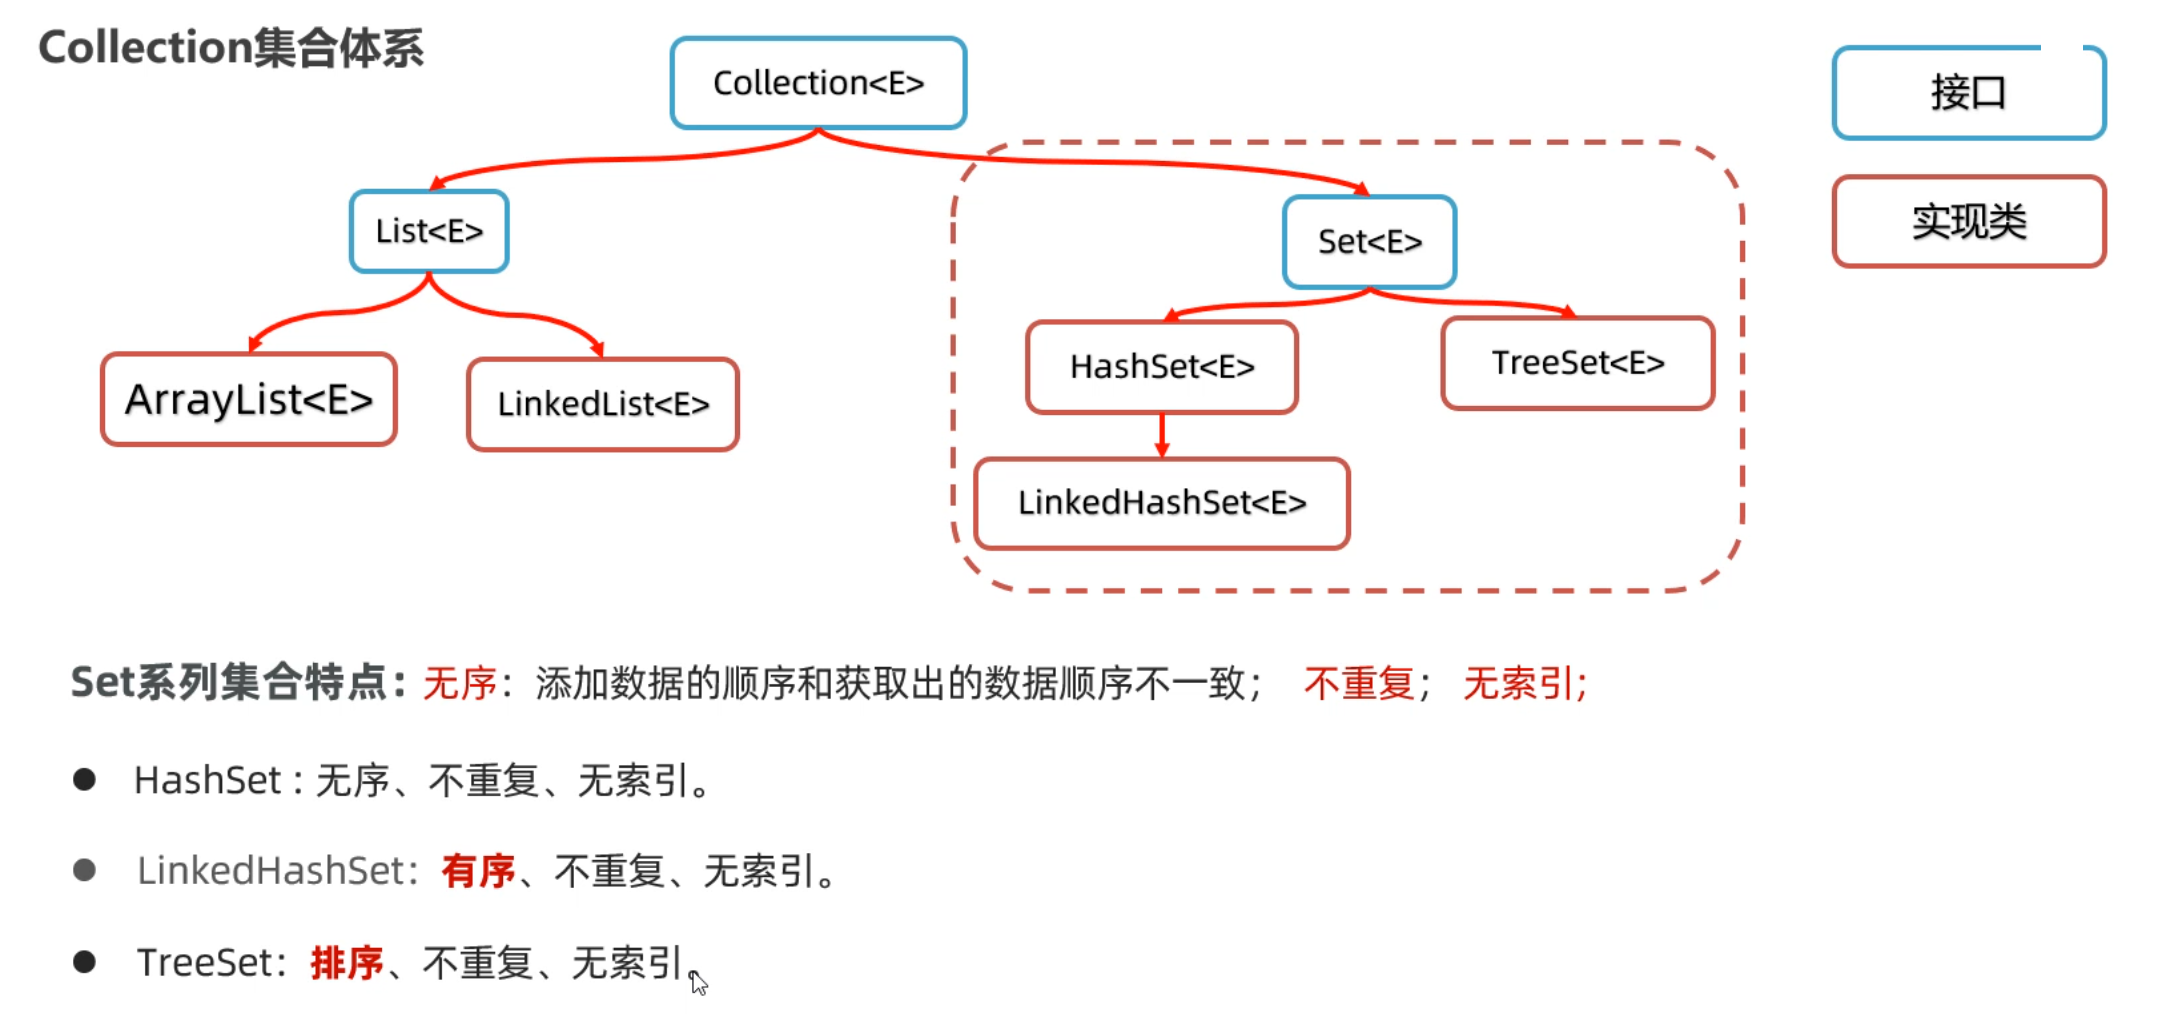 Collection集合体系
Collection<E>
接口
List<E>
Set<E>
实现类
ArrayList<E>
LinkedList<E>
HashSet<E>
TreeSet<E>
LinkedHashSet<E>
Set系列集合特点：无序：添加数据的顺序和获取出的数据顺序不一致； 不重复； 无索引;
● HashSet : 无序、不重复、无索引。
● LinkedHashSet：有序、不重复、无索引。
● TreeSet：排序、不重复、无索引。